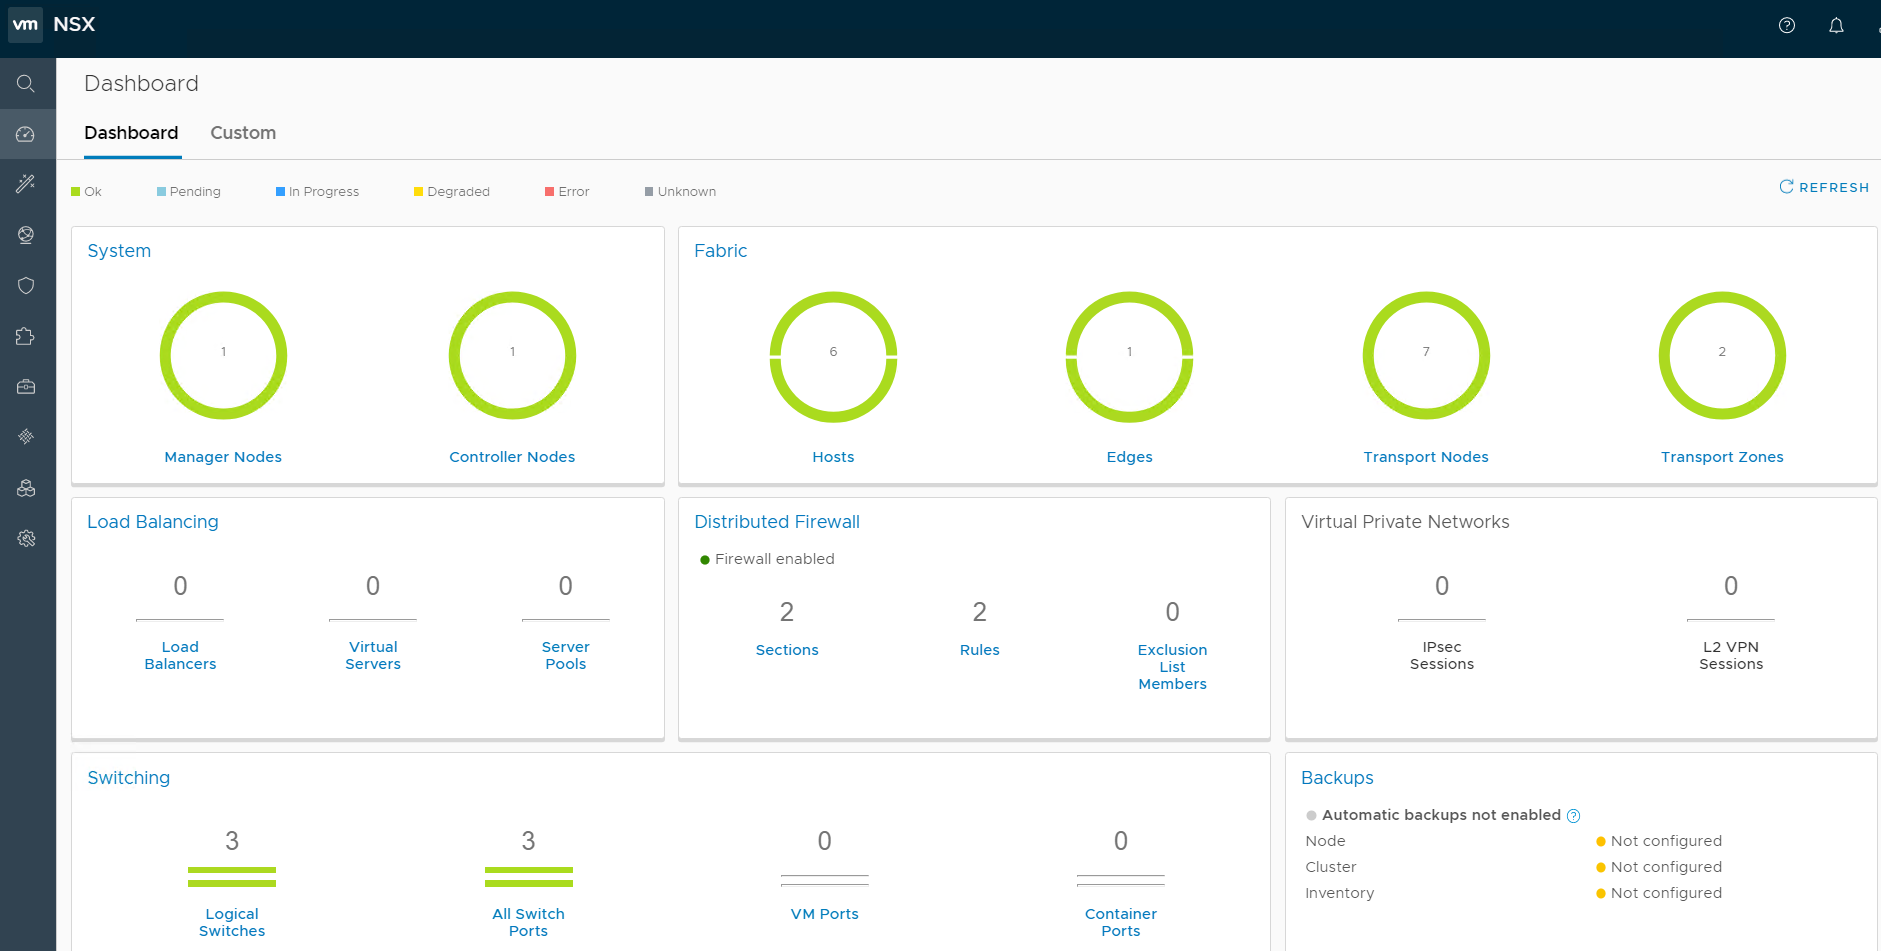 vm NSX
Dashboard
Dashboard Custom
Ok Pending In Progress Degraded Error Unknown
REFRESH
System
1 1
Manager Nodes Controller Nodes
Fabric
6 1 7 2
Hosts Edges Transport Nodes Transport Zones
Load Balancing
0 0 0
Load Virtual Server
Balancers Servers Pools
Distributed Firewall
Firewall enabled
2 2 0
Sections Rules Exclusion
List
Members
Virtual Private Networks
0 0
IPsec L2 VPN
Sessions Sessions
Switching
3 3 0 0
Logical All Switch VM Ports Container
Switches Ports Ports
Backups
Automatic backups not enabled ?
Node Not configured
Cluster Not configured
Inventory Not configured